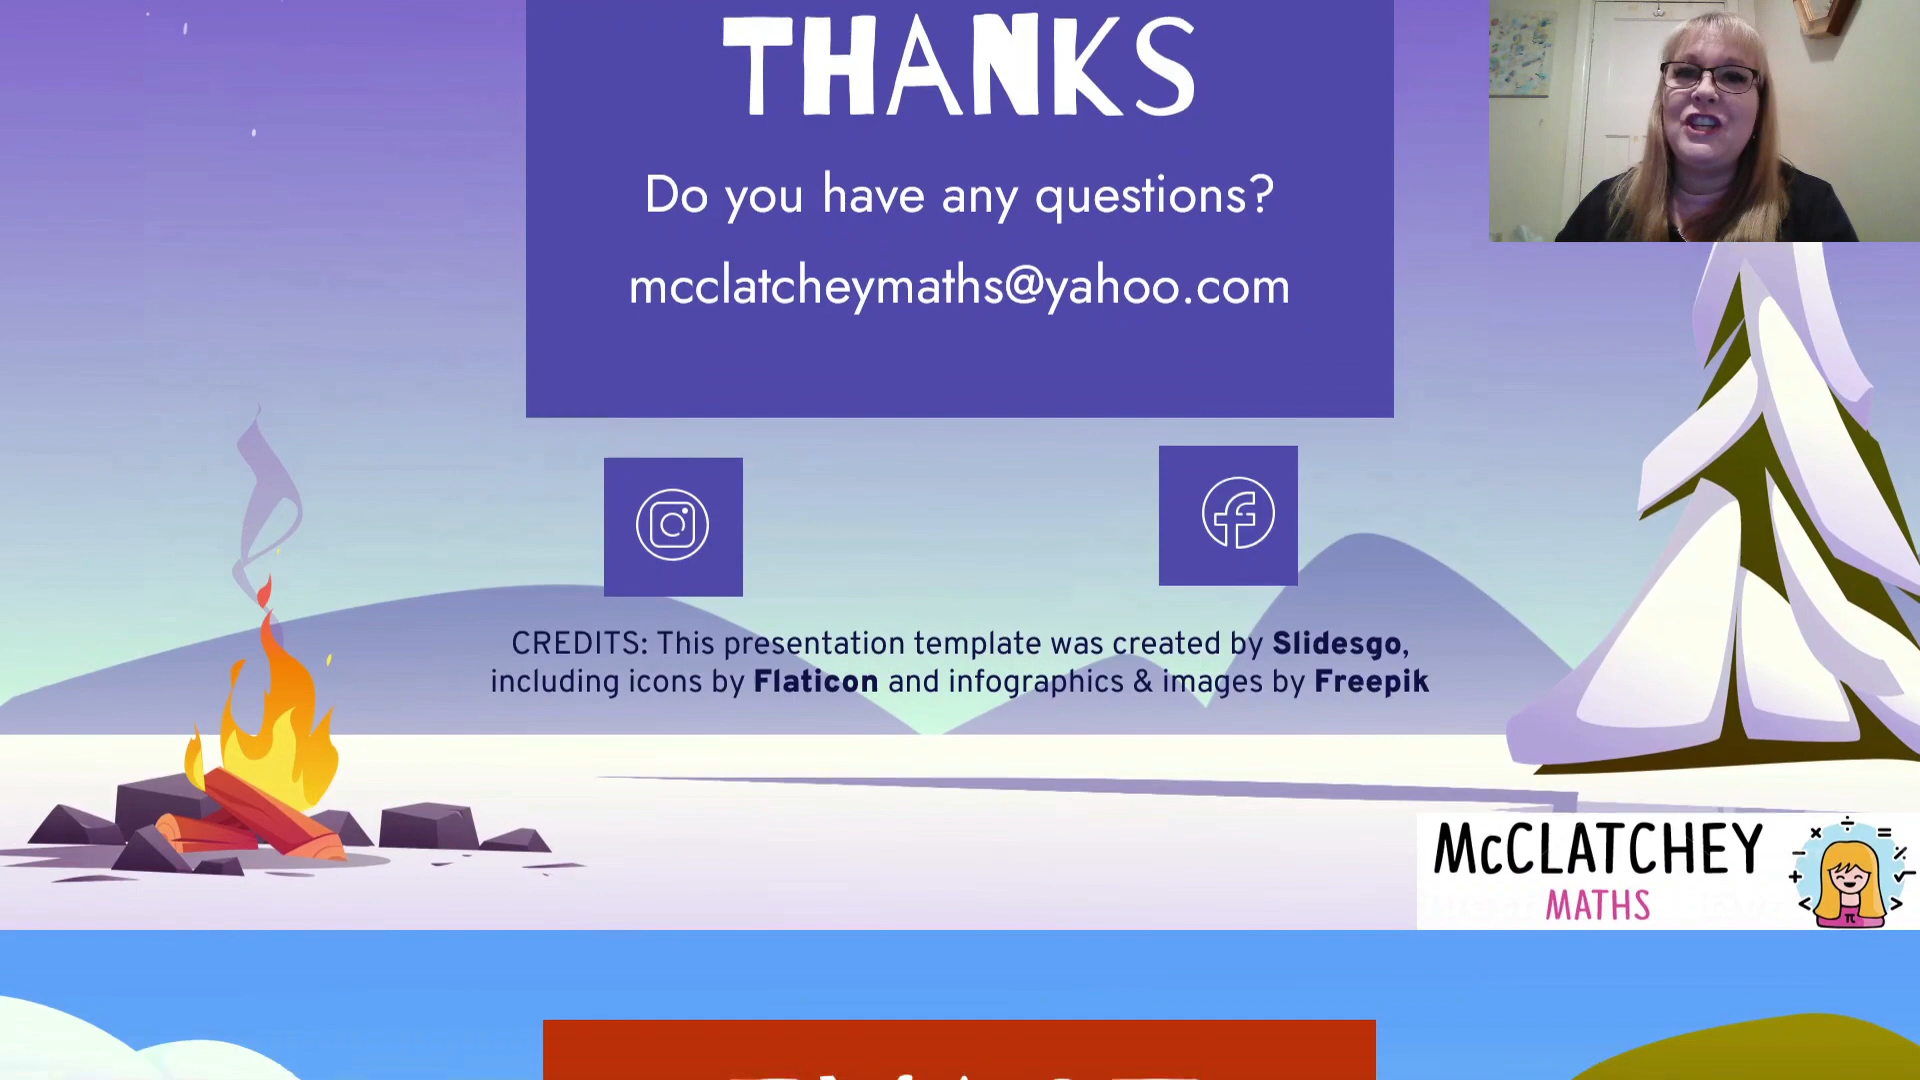 THANKS
Do you have any questions?
mcclatcheymaths@yahoo.com
CREDITS: This presentation template was created by Slidesgo,
including icons by Flaticon and infographics & images by Freepik
McCLATCHEY
MATHS
π